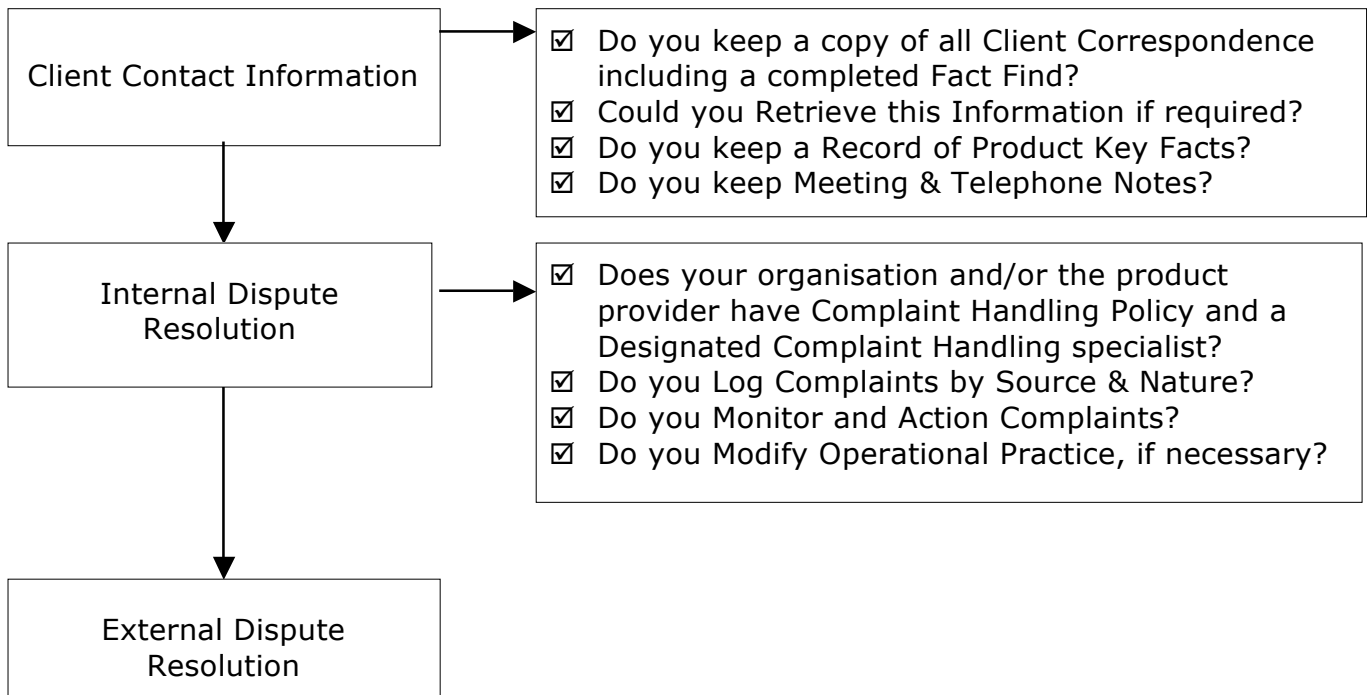 Client Contact Information
☑ Do you keep a copy of all Client Correspondence
including a completed Fact Find?
☑ Could you Retrieve this Information if required?
☑ Do you keep a Record of Product Key Facts?
☑ Do you keep Meeting & Telephone Notes?
Internal Dispute
Resolution
☑ Does your organisation and/or the product
provider have Complaint Handling Policy and a
Designated Complaint Handling specialist?
☑ Do you Log Complaints by Source & Nature?
☑ Do you Monitor and Action Complaints?
☑ Do you Modify Operational Practice, if necessary?
External Dispute
Resolution